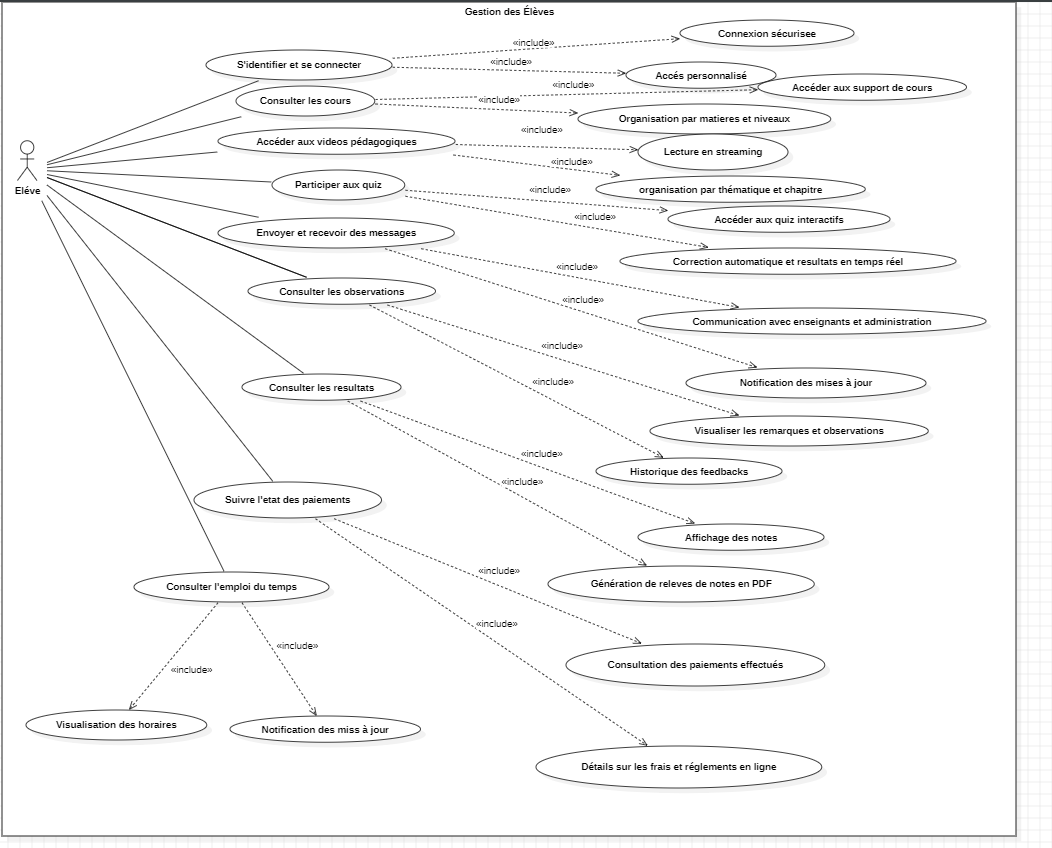 Gestion des Élèves
Connexion sécurisee
«include»
S'identifier et se connecter
«include»
Accés personnalisé
«include»
Accéder aux support de cours
Consulter les cours
«include»
Organisation par matieres et niveaux
«include»
Accéder aux videos pédagogiques
Lecture en streaming
«include»
Eléve
Participer aux quiz
«include»
organisation par thématique et chapitre
«include»
Accéder aux quiz interactifs
Envoyer et recevoir des messages
Correction automatique et resultats en temps réel
«include»
Consulter les observations
«include»
Communication avec enseignants et administration
«include»
«include»
Notification des mises à jour
Consulter les resultats
Visualiser les remarques et observations
«include»
Historique des feedbacks
«include»
Suivre l'etat des paiements
Affichage des notes
«include»
Génération de releves de notes en PDF
Consulter l'emploi du temps
«include»
«include»
Consultation des paiements effectués
«include»
Visualisation des horaires
Notification des miss à jour
Détails sur les frais et réglements en ligne